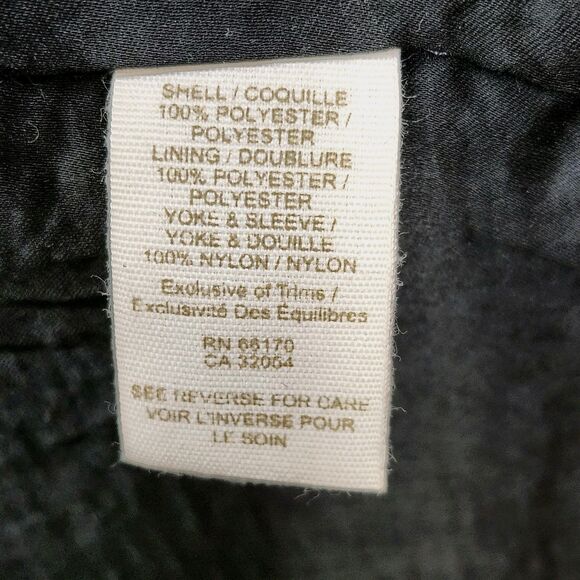 SHELL / COQUILLE
100% POLYESTER /
POLYESTER
LINING / DOUBLURE
100% POLYESTER /
POLYESTER
YOKE & SLEEVE /
YOKE & DOUILLE
100% NYLON / NYLON
Exclusive of Trims /
Exclusivité Des Équilibres
RN 66170
CA 32054
SEE REVERSE FOR CARE
VOIR L'INVERSE POUR
LE SOIN